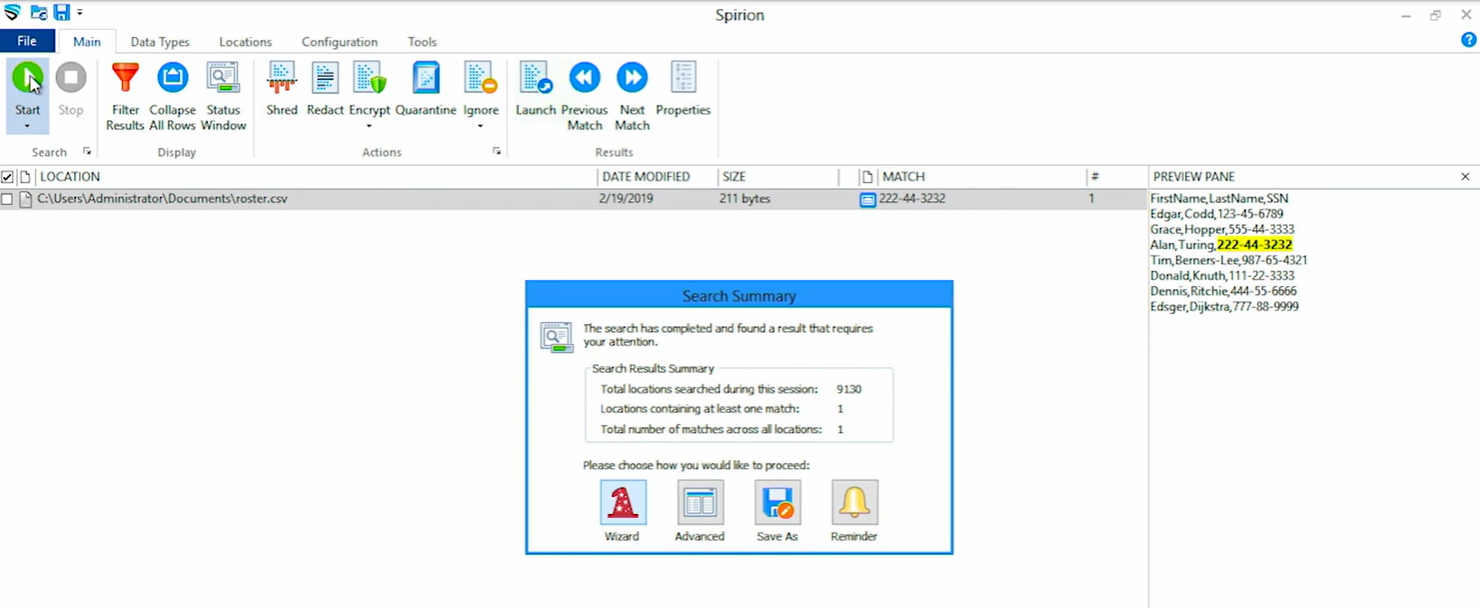 Spirion
File Main Data Types Locations Configuration Tools
Start Stop Filter Results Collapse All Rows Status Window Shred Redact Encrypt Quarantine Ignore Launch Previous Match Next Match Properties
Search Display Actions Results
LOCATION DATE MODIFIED SIZE MATCH # PREVIEW PANE
C:\Users\Administrator\Documents\roster.csv 2/19/2019 211 bytes 222-44-3232 1
FirstName,LastName,SSN
Edgar,Codd,123-45-6789
Grace,Hopper,555-44-3333
Alan,Turing,222-44-3232
Tim,Berners-Lee,987-65-4321
Donald,Knuth,111-22-3333
Dennis,Ritchie,444-55-6666
Edsger,Dijkstra,777-88-9999
Search Summary
The search has completed and found a result that requires
your attention.
Search Results Summary
Total locations searched during this session: 9130
Locations containing at least one match: 1
Total number of matches across all locations: 1
Please choose how you would like to proceed:
Wizard Advanced Save As Reminder